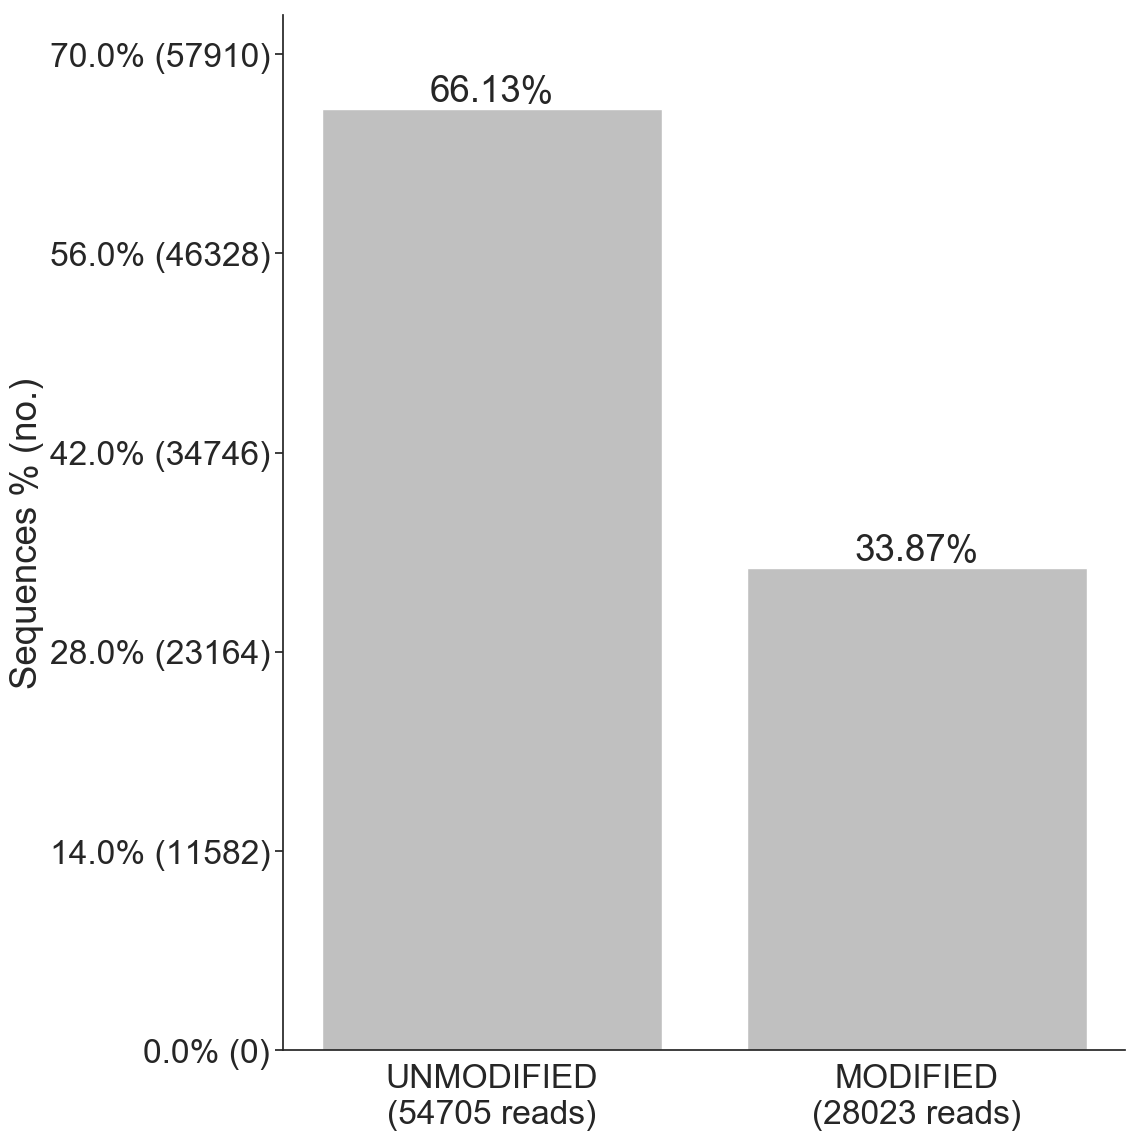 70.0% (57910)
66.13%
56.0% (46328)
Sequences % (no.)
42.0% (34746)
33.87%
28.0% (23164)
14.0% (11582)
0.0% (0)
UNMODIFIED
(54705 reads)
MODIFIED
(28023 reads)